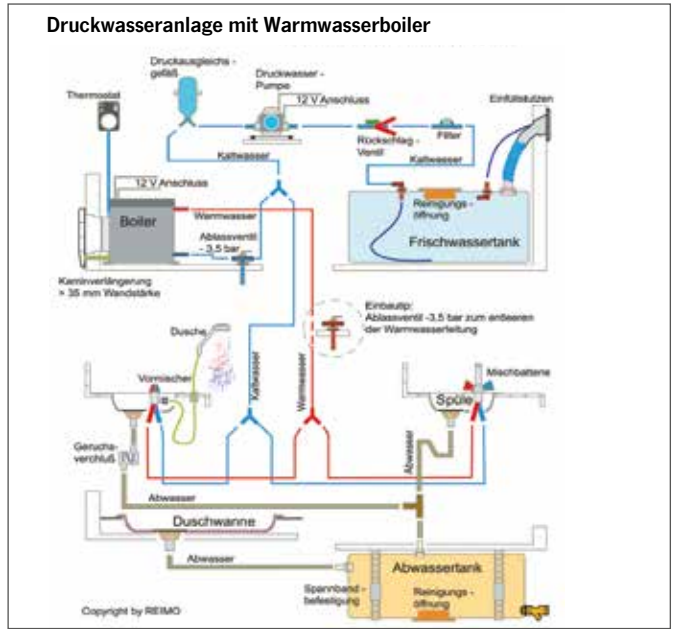 Druckwasseranlage mit Warmwasserboiler
Druckausgleichs -
gefäß
Druckwasser -
Pumpe
Thermostat
12 V Anschluss
Einfüllstutzen
Rückschlag -
Ventil
Filter
Kaltwasser
Kaltwasser
12 V Anschluss
Reinigungs -
öffnung
Boiler
Warmwasser
Ablassventil
- 3,5 bar
Frischwassertank
Kaminverlängerung
> 35 mm Wandstärke
Einbautip:
Ablassventil -3,5 bar zum entleeren
der Warmwasserleitung
Dusche
Kaltwasser
Warmwasser
Mischbatterie
Vormischer
Spüle
Geruchs-
verchluß
Abwasser
Abwasser
Duschwanne
Abwasser
Abwassertank
Spannband -
befestigung
Reinigungs -
öffnung
Copyright by REIMO